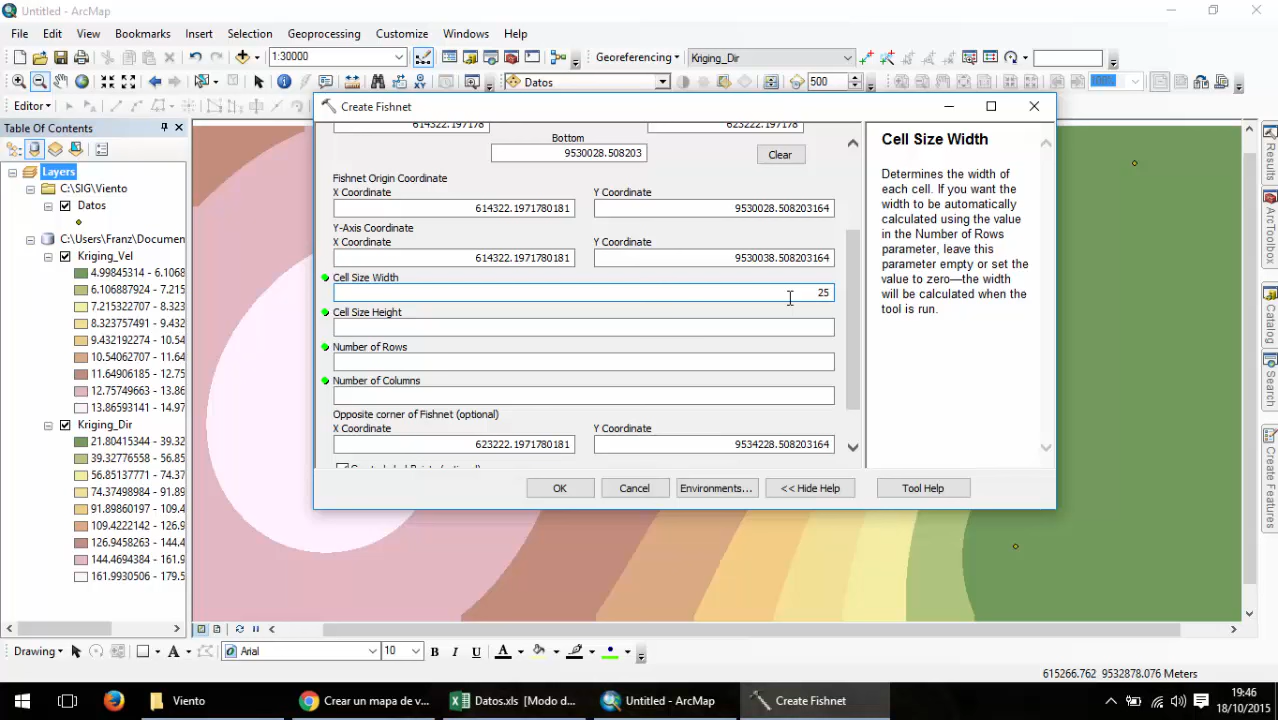 Untitled - ArcMap
File Edit View Bookmarks Insert Selection Geoprocessing Customize Windows Help
1:30000 Georeferencing Kriging_Dir
Datos 500 100%
Editor
Table Of Contents
Layers
C:\SIG\Viento
Datos
C:\Users\Franz\Documen
Kriging_Vel
4.99845314 - 6.1068
6.106887924 - 7.215
7.215322707 - 8.323
8.323757491 - 9.432
9.432192274 - 10.54
10.54062707 - 11.64
11.64906185 - 12.75
12.75749663 - 13.86
13.86593141 - 14.97
Kriging_Dir
21.80415344 - 39.32
39.32776558 - 56.85
56.85137771 - 74.37
74.37498984 - 91.89
91.89860197 - 109.4
109.4222142 - 126.9
126.9458263 - 144.4
144.4694384 - 161.9
161.9930506 - 179.5
Create Fishnet
614322.197178 623222.197178
Bottom
9530028.508203 Clear
Fishnet Origin Coordinate
X Coordinate Y Coordinate
614322.1971780181 9530028.508203164
Y-Axis Coordinate
X Coordinate Y Coordinate
614322.1971780181 9530038.508203164
Cell Size Width
25
Cell Size Height
Number of Rows
Number of Columns
Opposite corner of Fishnet (optional)
X Coordinate Y Coordinate
623222.1971780181 9534228.508203164
OK Cancel Environments... << Hide Help Tool Help
Cell Size Width
Determines the width of
each cell. If you want the
width to be automatically
calculated using the value
in the Number of Rows
parameter, leave this
parameter empty or set the
value to zero—the width
will be calculated when the
tool is run.
Results
ArcToolbox
Catalog
Search
Create Features
Drawing A Arial 10 B I U A
615266.762 9532878.076 Meters
Viento Crear un mapa de v... Datos.xls [Modo d... Untitled - ArcMap Create Fishnet
19:46
18/10/2015